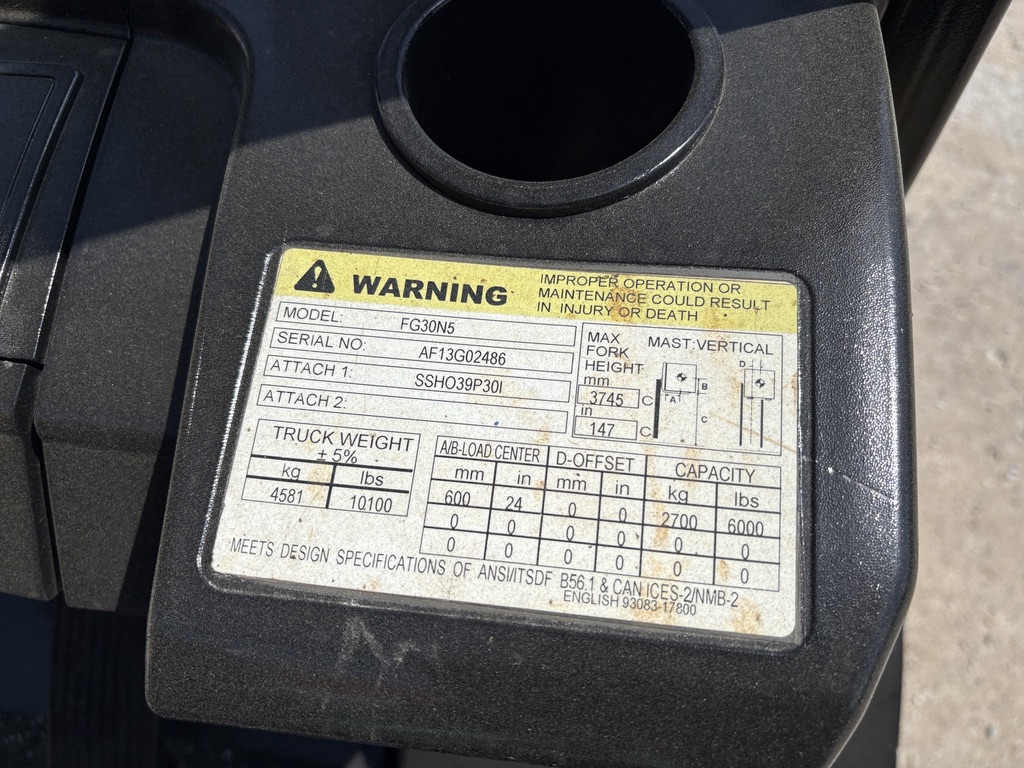 WARNING
IMPROPER OPERATION OR
MAINTENANCE COULD RESULT
IN INJURY OR DEATH
MODEL: FG30N5
SERIAL NO: AF13G02486
ATTACH 1: SSHO39P30I
ATTACH 2:
MAX FORK HEIGHT
mm
3745 C
in
147 C
MAST: VERTICAL
D
B
A
C
TRUCK WEIGHT
± 5%
kg lbs
4581 10100
A/B-LOAD CENTER D-OFFSET CAPACITY
mm in mm in kg lbs
600 24 0 0 2700 6000
0 0 0 0 0 0
0 0 0 0 0 0
MEETS DESIGN SPECIFICATIONS OF ANSI/ITSDF B56.1 & CAN ICES-2/NMB-2
ENGLISH 93083-17800